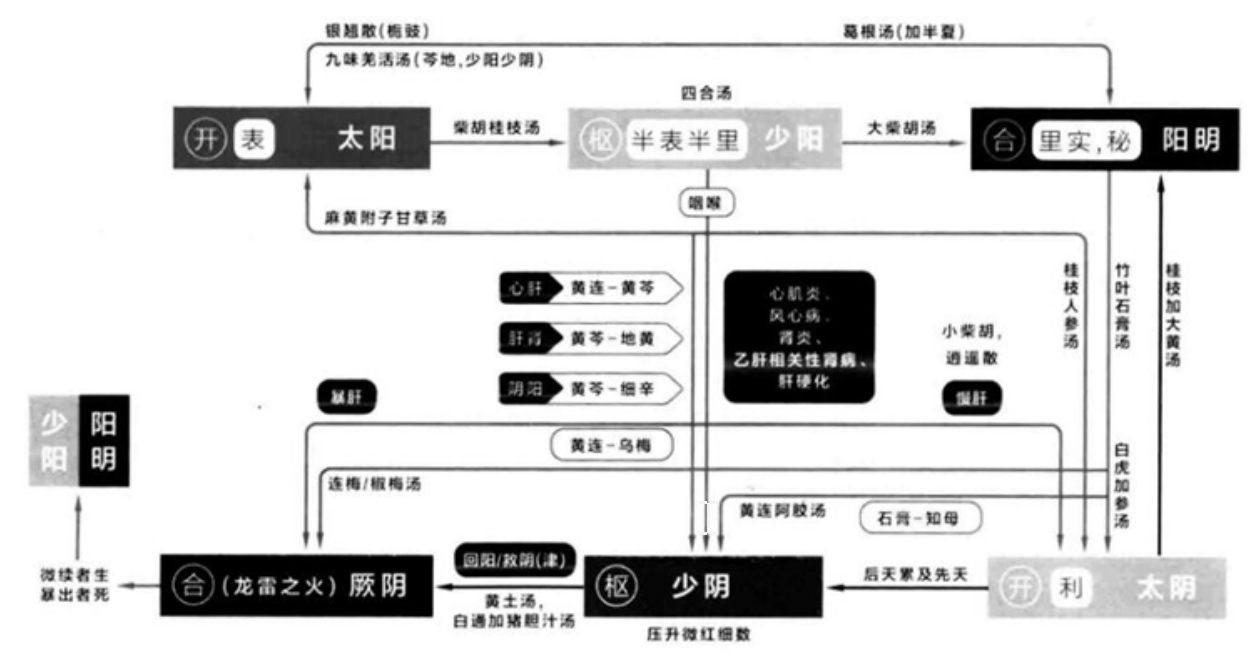 银翘散(栀豉)
葛根汤(加半夏)
九味羌活汤(芩地,少阳少阴)
四合汤
开 表 太阳
柴胡桂枝汤
枢 半表半里 少阳
大柴胡汤
合 里实,秘 阳明
咽喉
麻黄附子甘草汤
桂枝人参汤
竹叶石膏汤
桂枝加大黄汤
心肝 黄连-黄芩
肝肾 黄芩-地黄
阴阳 黄芩-细辛
心肌炎、
风心病、
肾炎、
乙肝相关性肾病、
肝硬化
小柴胡,
逍遥散
暴肝
慢肝
少阳
阳明
黄连-乌梅
连梅/椒梅汤
白虎加参汤
黄连阿胶汤
石膏-知母
微续者生
暴出者死
合 (龙雷之火) 厥阴
回阳/救阴(津)
黄土汤,
白通加猪胆汁汤
枢 少阴
压升微红细数
后天累及先天
开 利 太阴